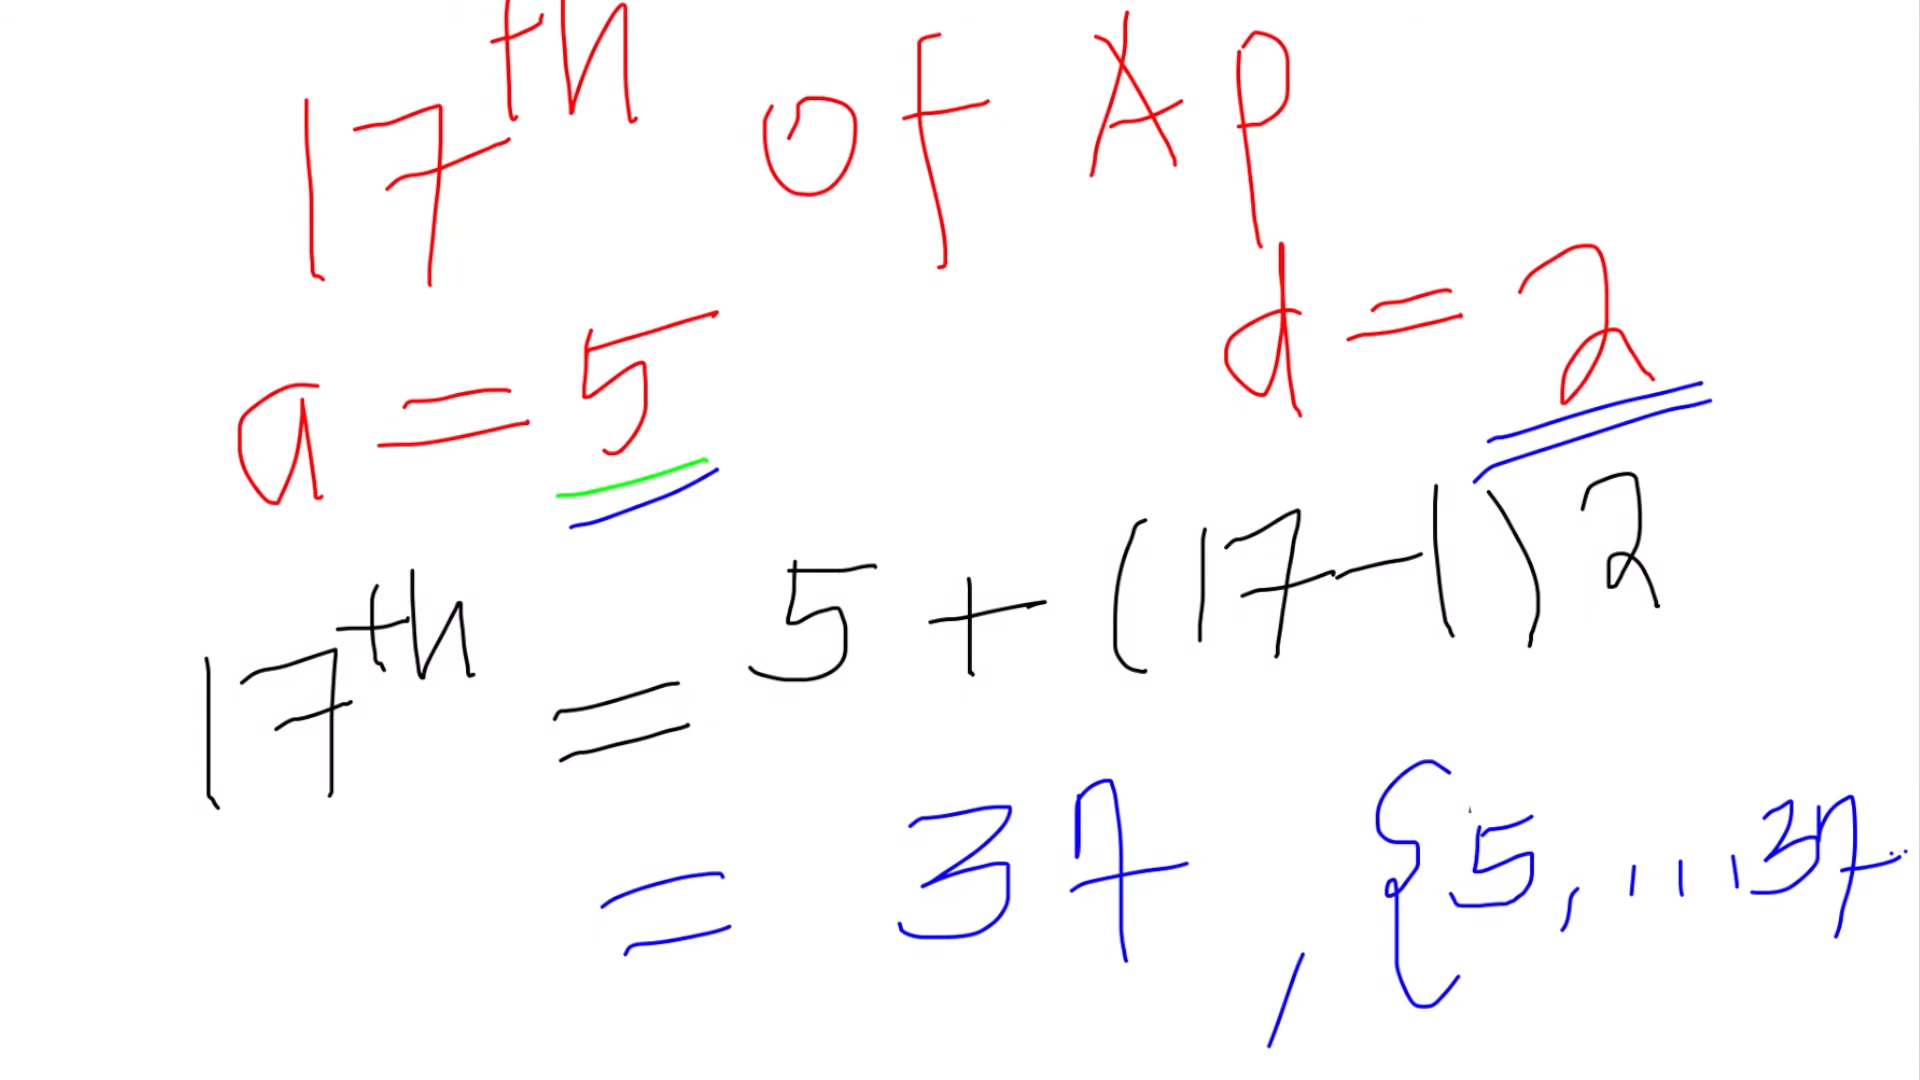 17th of AP
a = 5 d = 2
17th = 5 + (17-1)2
= 37, {5, ...37..